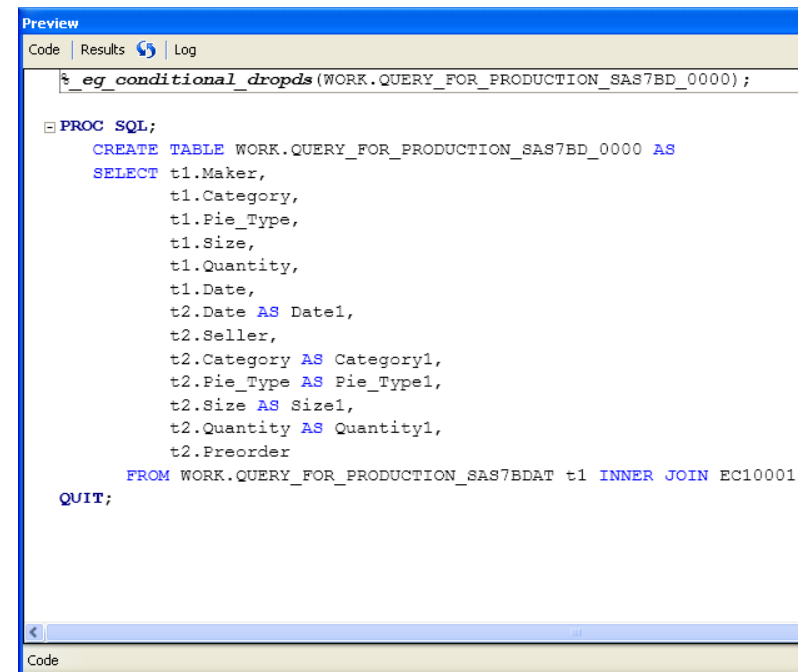 Preview
Code | Results | Log
%_eg_conditional_dropds(WORK.QUERY_FOR_PRODUCTION_SAS7BD_0000);
PROC SQL;
CREATE TABLE WORK.QUERY_FOR_PRODUCTION_SAS7BD_0000 AS
SELECT t1.Maker,
t1.Category,
t1.Pie_Type,
t1.Size,
t1.Quantity,
t1.Date,
t2.Date AS Date1,
t2.Seller,
t2.Category AS Category1,
t2.Pie_Type AS Pie_Type1,
t2.Size AS Size1,
t2.Quantity AS Quantity1,
t2.Preorder
FROM WORK.QUERY_FOR_PRODUCTION_SAS7BDAT t1 INNER JOIN EC10001
QUIT;
Code